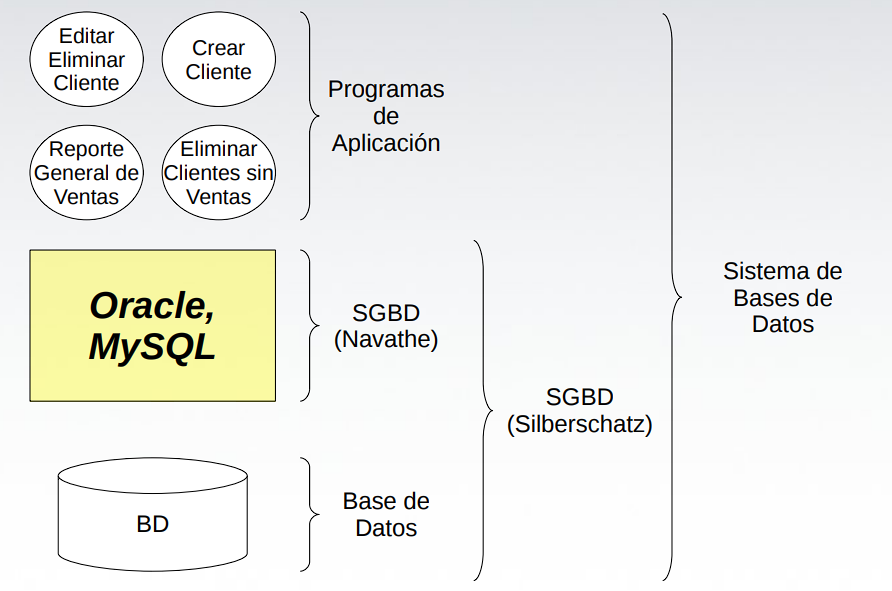 Editar
Eliminar
Cliente
Crear
Cliente
Reporte
General de
Ventas
Eliminar
Clientes sin
Ventas
Programas
de
Aplicación
Oracle,
MySQL
SGBD
(Navathe)
BD
Base de
Datos
SGBD
(Silberschatz)
Sistema de
Bases de
Datos